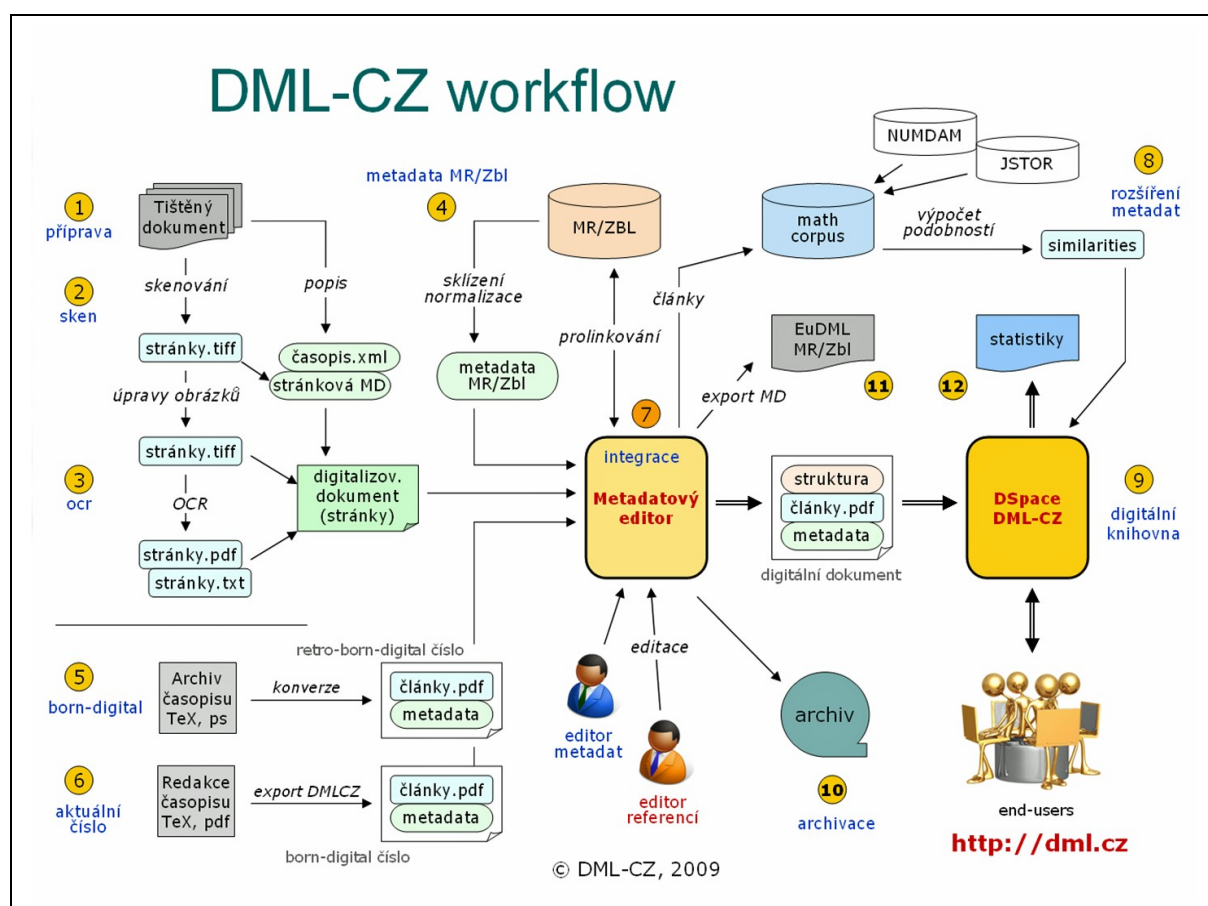 DML-CZ workflow
NUMDAM
JSTOR
8
rozšíření
metadat
metadata MR/Zbl
4
1
příprava
Tištěný
dokument
MR/ZBL
math
corpus
výpočet
podobností
similarities
2
sken
skenování
popis
sklízení
normalizace
články
prolinkování
stránky.tiff
časopis.xml
stránková MD
metadata
MR/Zbl
EuDML
MR/Zbl
statistiky
úpravy obrázků
export MD
11
12
7
3
ocr
stránky.tiff
OCR
stránky.pdf
stránky.txt
digitalizov.
dokument
(stránky)
integrace
Metadatový
editor
struktura
články.pdf
metadata
digitální dokument
DSpace
DML-CZ
9
digitální
knihovna
retro-born-digital číslo
5
born-digital
Archiv
časopisu
TeX, ps
konverze
články.pdf
metadata
editace
editor
metadat
editor
referencí
archiv
10
archivace
6
aktuální
číslo
Redakce
časopisu
TeX, pdf
export DMLCZ
články.pdf
metadata
born-digital číslo
end-users
http://dml.cz
© DML-CZ, 2009